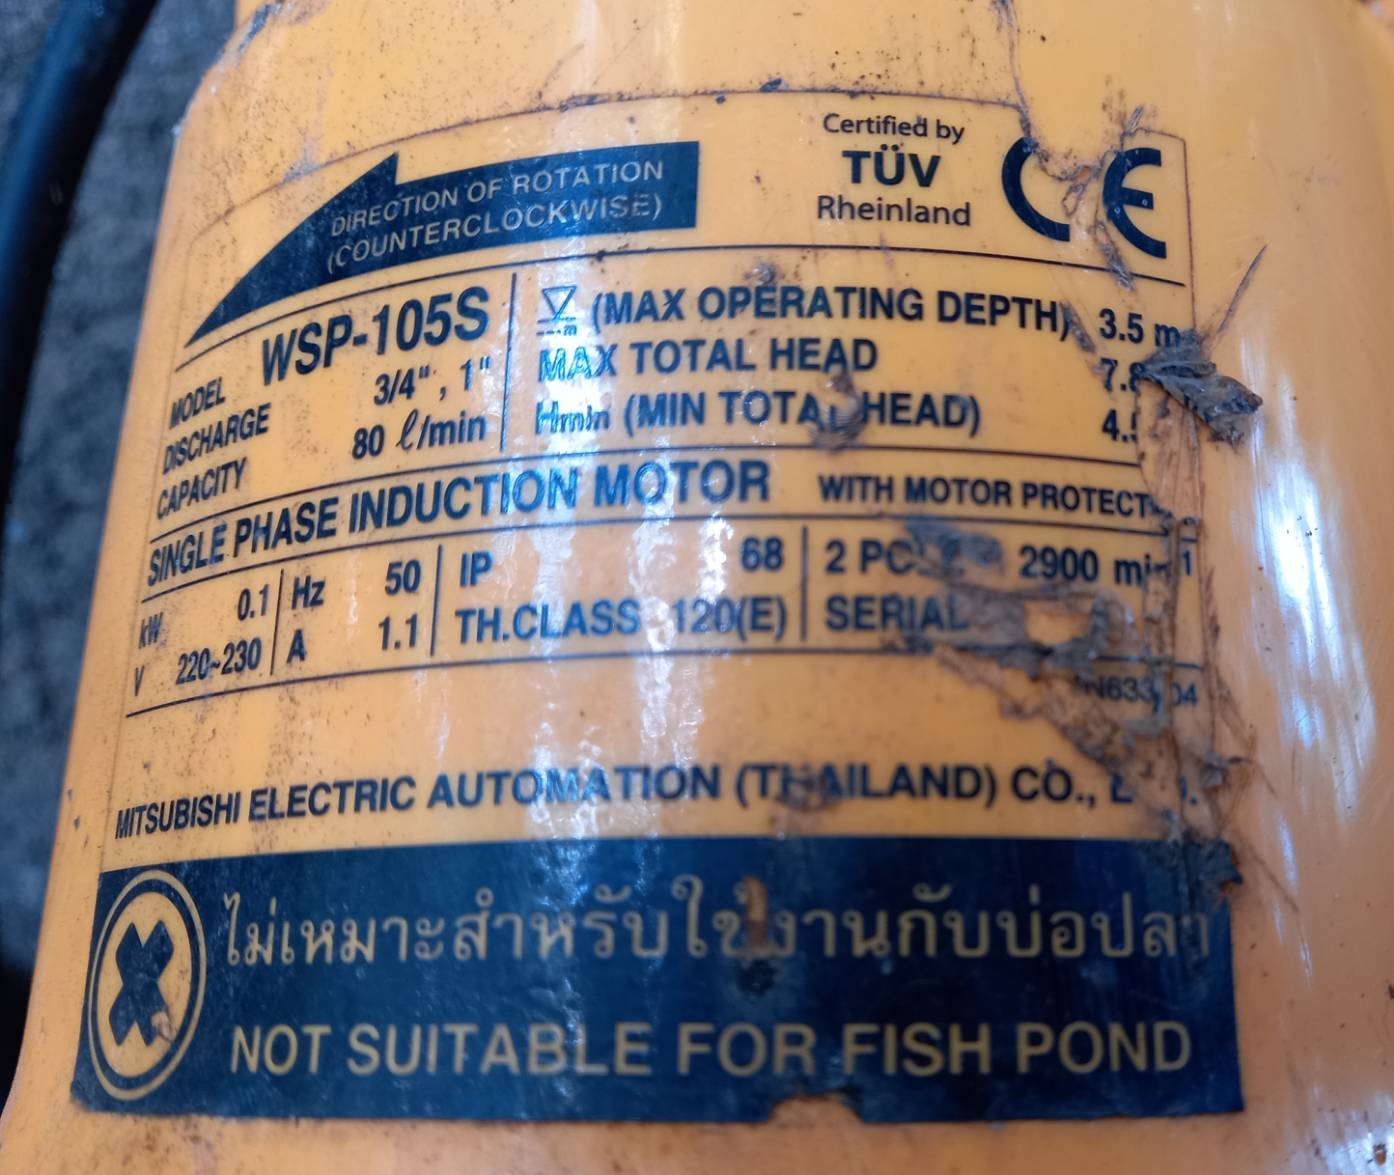 DIRECTION OF ROTATION
(COUNTERCLOCKWISE)
Certified by
TÜV
Rheinland
CE
MODEL WSP-105S
DISCHARGE 3/4", 1"
CAPACITY 80 ℓ/min
(MAX OPERATING DEPTH) 3.5 m
MAX TOTAL HEAD
Hmin (MIN TOTAL HEAD)
SINGLE PHASE INDUCTION MOTOR WITH MOTOR
kW 0.1 Hz 50 IP 68 2 2900
V 220~230 A 1.1 TH.CLASS 120(E) SERIAL
MITSUBISHI ELECTRIC AUTOMATION (THAILAND) CO.,
ไม่เหมาะสำหรับใช้งานกับบ่อปลา
NOT SUITABLE FOR FISH POND